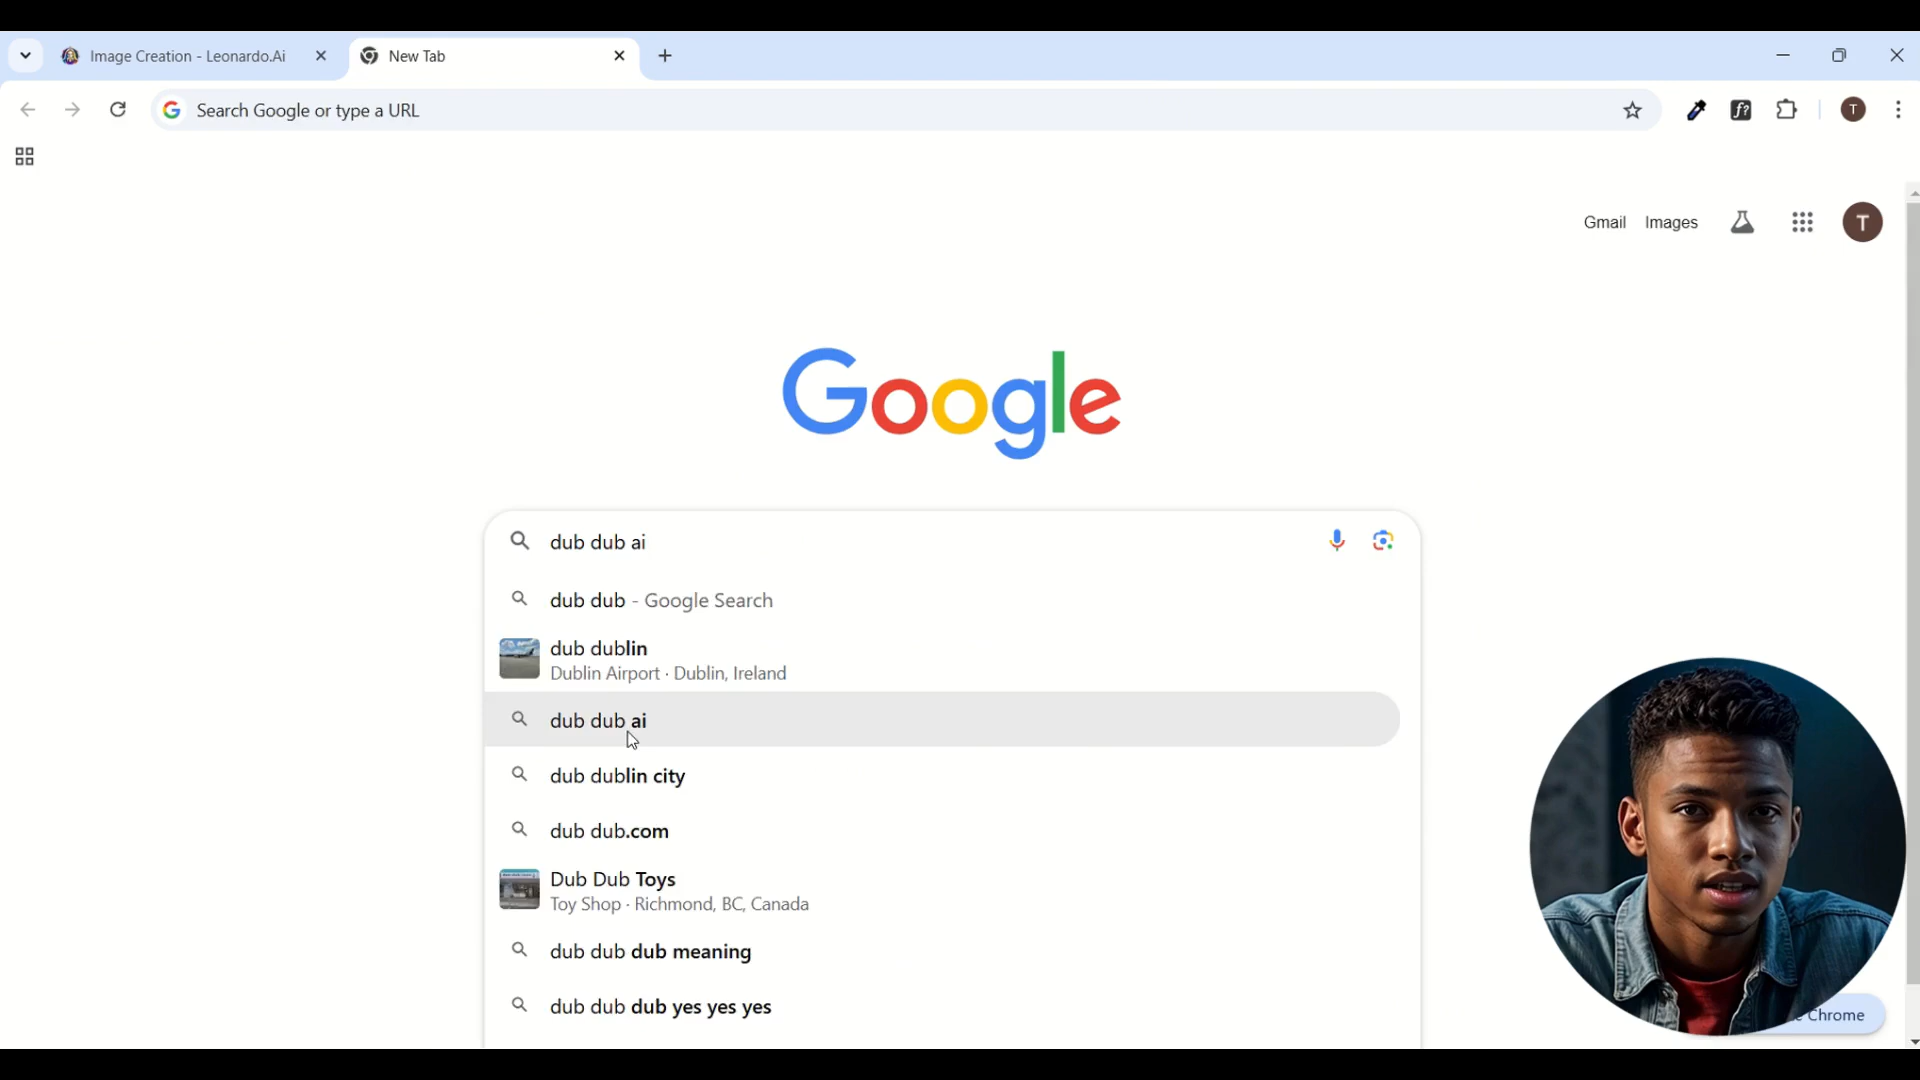 Image Creation - Leonardo.Ai
New Tab
Search Google or type a URL
f?
T
Gmail Images
T
Google
dub dub ai
dub dub - Google Search
dub dublin
Dublin Airport · Dublin, Ireland
dub dub ai
dub dublin city
dub dub.com
Dub Dub Toys
Toy Shop · Richmond, BC, Canada
dub dub dub meaning
dub dub dub yes yes yes
Chrome